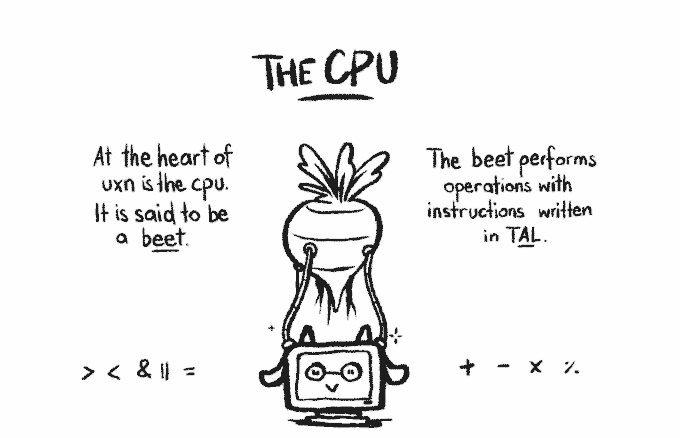 THE CPU
At the heart of
uxn is the cpu.
It is said to be
a beet.
The beet performs
operations with
instructions written
in TAL.
> < & || =
+ - x ٪.